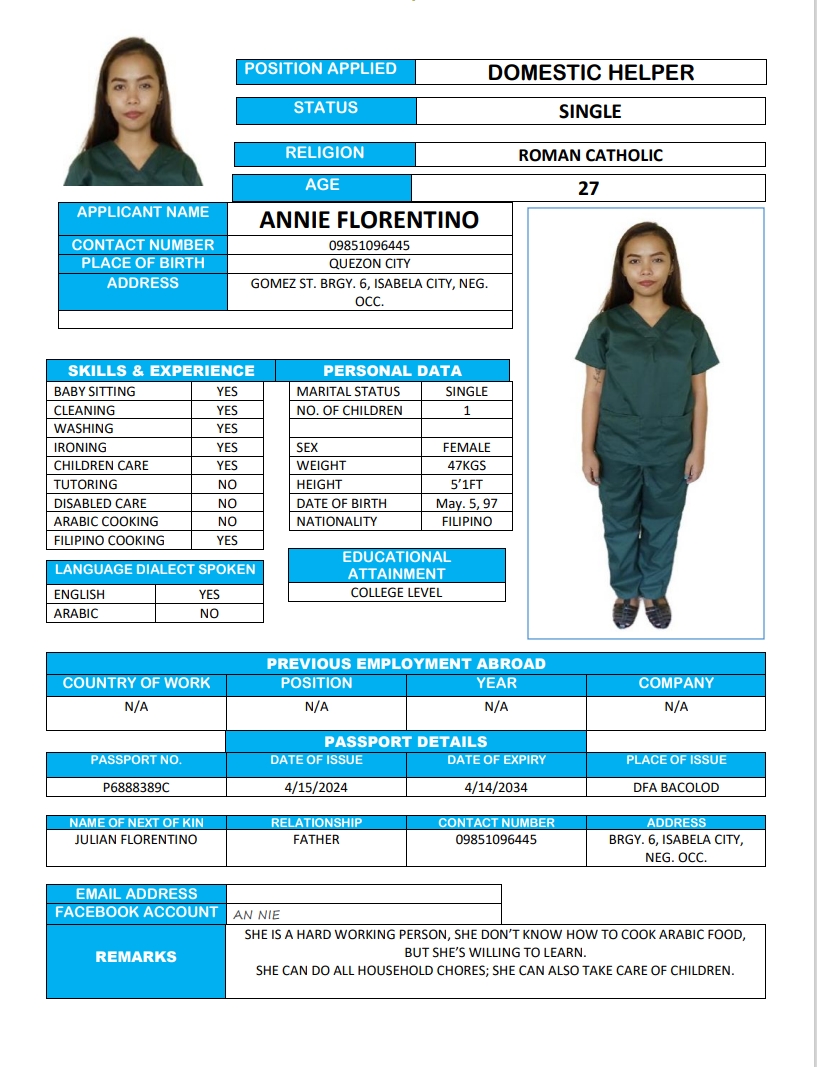 POSITION APPLIED DOMESTIC HELPER
STATUS SINGLE
RELIGION ROMAN CATHOLIC
AGE 27
APPLICANT NAME ANNIE FLORENTINO
CONTACT NUMBER 09851096445
PLACE OF BIRTH QUEZON CITY
ADDRESS GOMEZ ST. BRGY. 6, ISABELA CITY, NEG.
OCC.
SKILLS & EXPERIENCE PERSONAL DATA
BABY SITTING YES MARITAL STATUS SINGLE
CLEANING YES NO. OF CHILDREN 1
WASHING YES
IRONING YES SEX FEMALE
CHILDREN CARE YES WEIGHT 47KGS
TUTORING NO HEIGHT 5’1FT
DISABLED CARE NO DATE OF BIRTH May. 5, 97
ARABIC COOKING NO NATIONALITY FILIPINO
FILIPINO COOKING YES
LANGUAGE DIALECT SPOKEN
ENGLISH YES
ARABIC NO
EDUCATIONAL
ATTAINMENT
COLLEGE LEVEL
PREVIOUS EMPLOYMENT ABROAD
COUNTRY OF WORK POSITION YEAR COMPANY
N/A N/A N/A N/A
PASSPORT DETAILS
PASSPORT NO. DATE OF ISSUE DATE OF EXPIRY PLACE OF ISSUE
P6888389C 4/15/2024 4/14/2034 DFA BACOLOD
NAME OF NEXT OF KIN RELATIONSHIP CONTACT NUMBER ADDRESS
JULIAN FLORENTINO FATHER 09851096445 BRGY. 6, ISABELA CITY,
NEG. OCC.
EMAIL ADDRESS
FACEBOOK ACCOUNT AN NIE
REMARKS
SHE IS A HARD WORKING PERSON, SHE DON’T KNOW HOW TO COOK ARABIC FOOD,
BUT SHE’S WILLING TO LEARN.
SHE CAN DO ALL HOUSEHOLD CHORES; SHE CAN ALSO TAKE CARE OF CHILDREN.